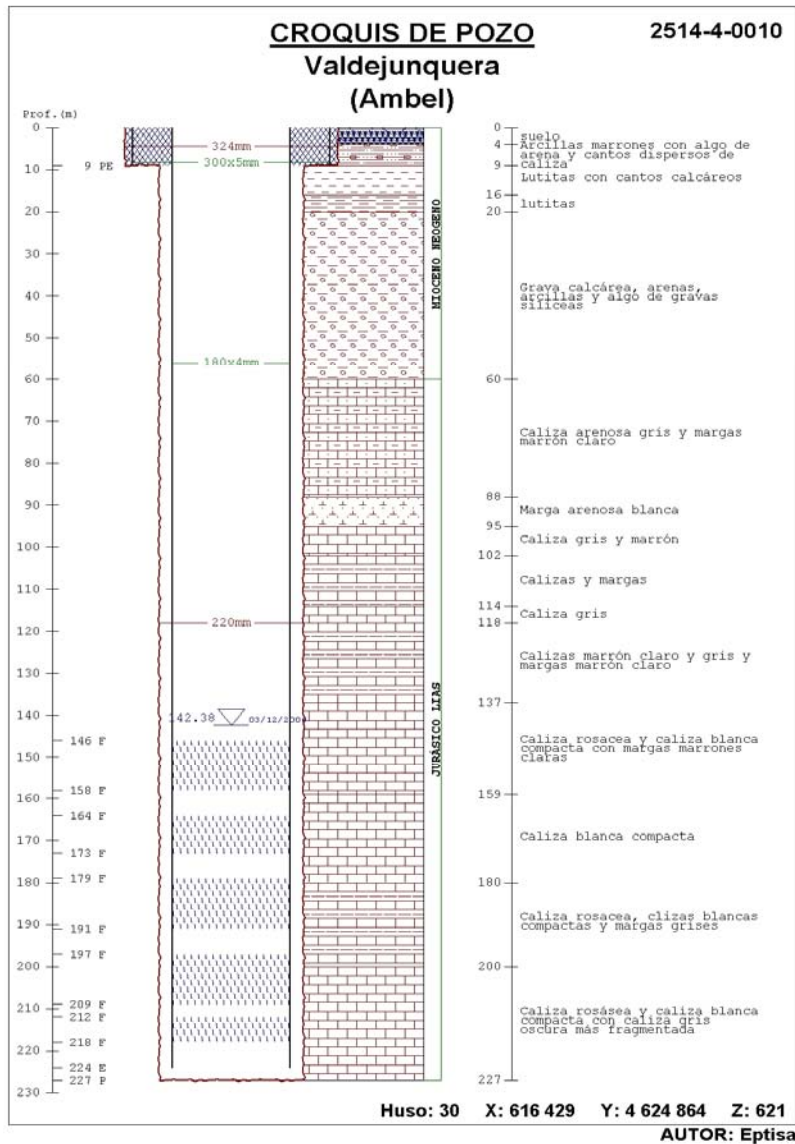 CROQUIS DE POZO
2514-4-0010
Valdejunquera
(Ambel)
Prof.(m)
0
10
20
30
40
50
60
70
80
90
100
110
120
130
140
150
160
170
180
190
200
210
220
230
9 PE
146 F
158 F
164 F
173 F
179 F
191 F
197 F
209 F
212 F
218 F
224 E
227 P
324mm
300x5mm
180x4mm
220mm
142.38
03/12/200
MIOCENO NEOGENO
JURÁSICO LIAS
0
4
9
16
20
60
88
95
102
114
118
137
159
180
200
227
suelo
Arcillas marrones con algo de
arena y cantos dispersos de
caliza
Lutitas con cantos calcáreos
lutitas
Grava calcárea, arenas,
arcillas y algo de gravas
silíceas
Caliza arenosa gris y margas
marrón claro
Marga arenosa blanca
Caliza gris y marrón
Calizas y margas
Caliza gris
Calizas marrón claro y gris y
margas marrón claro
Caliza rosacea y caliza blanca
compacta con margas marrones
claras
Caliza blanca compacta
Caliza rosacea, clizas blancas
compactas y margas grises
Caliza rosásea y caliza blanca
compacta con caliza gris
oscura más fragmentada
Huso: 30 X: 616 429 Y: 4 624 864 Z: 621
AUTOR: Eptisa